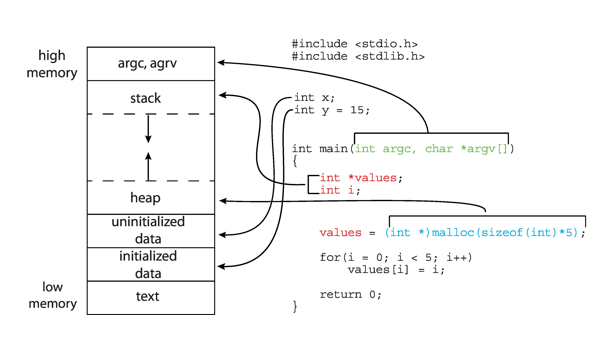 high
memory
argc, agrv
stack
heap
uninitialized
data
initialized
data
low
memory
text
#include <stdio.h>
#include <stdlib.h>
int x;
int y = 15;
int main(int argc, char *argv[])
{
int *values;
int i;
values = (int *)malloc(sizeof(int)*5);
for(i = 0; i < 5; i++)
values[i] = i;
return 0;
}